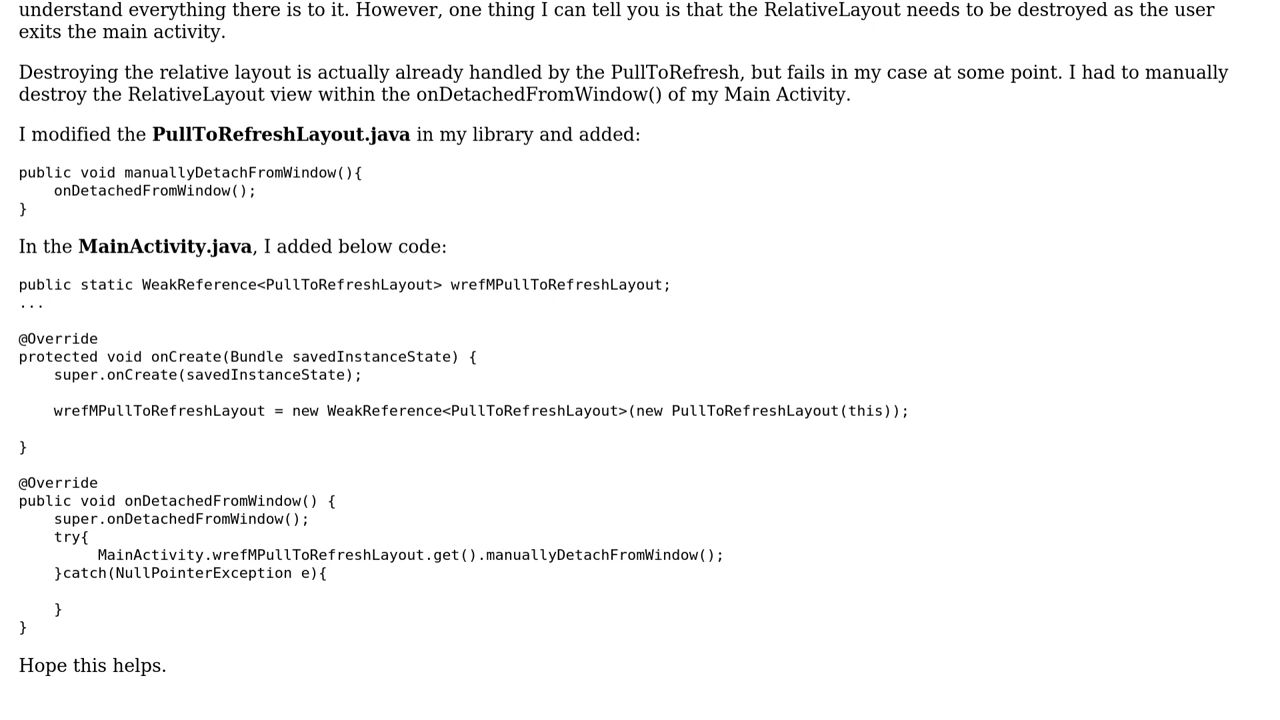 understand everything there is to it. However, one thing I can tell you is that the RelativeLayout needs to be destroyed as the user
exits the main activity.
Destroying the relative layout is actually already handled by the PullToRefresh, but fails in my case at some point. I had to manually
destroy the RelativeLayout view within the onDetachedFromWindow() of my Main Activity.
I modified the PullToRefreshLayout.java in my library and added:
public void manuallyDetachFromWindow(){
    onDetachedFromWindow();
}
In the MainActivity.java, I added below code:
public static WeakReference<PullToRefreshLayout> wrefMPullToRefreshLayout;
...
@Override
protected void onCreate(Bundle savedInstanceState) {
    super.onCreate(savedInstanceState);
    wrefMPullToRefreshLayout = new WeakReference<PullToRefreshLayout>(new PullToRefreshLayout(this));
}
@Override
public void onDetachedFromWindow() {
    super.onDetachedFromWindow();
    try{
         MainActivity.wrefMPullToRefreshLayout.get().manuallyDetachFromWindow();
    }catch(NullPointerException e){
    }
}
Hope this helps.